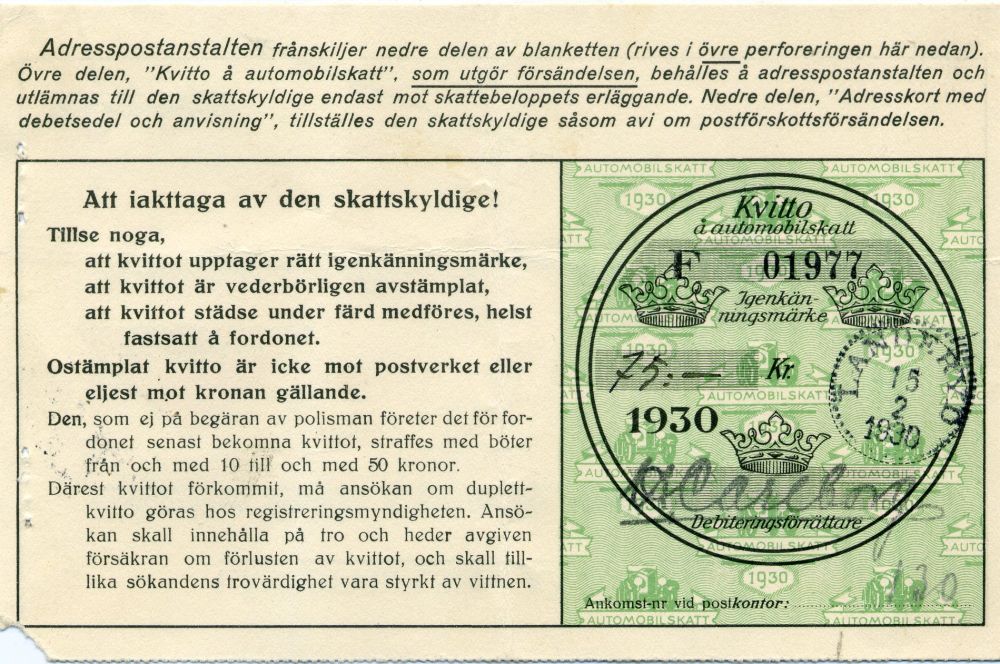 Adresspostanstalten frånskiljer nedre delen av blanketten (rives i övre perforeringen här nedan).
Övre delen, "Kvitto å automobilskatt", som utgör försändelsen, behålles å adresspostanstalten och
utlämnas till den skattskyldige endast mot skattebeloppets erläggande. Nedre delen, "Adresskort med
debetsedel och anvisning", tillställes den skattskyldige såsom avi om postförskottsförsändelsen.
Att iakttaga av den skattskyldige!
Tillse noga,
att kvittot upptager rätt igenkänningsmärke,
att kvittot är vederbörligen avstämplat,
att kvittot städse under färd medföres, helst
fastsatt å fordonet.
Ostämplat kvitto är icke mot postverket eller
eljest mot kronan gällande.
Den, som ej på begäran av polisman företer det för for-
donet senast bekomna kvittot, straffes med böter
från och med 10 till och med 50 kronor.
Därest kvittot förkommit, må ansökan om duplett-
kvitto göras hos registreringsmyndigheten. Ansö-
kan skall innehålla på tro och heder avgiven
försäkran om förlusten av kvittot, och skall till-
lika sökandens trovärdighet vara styrkt av vittnen.
AUTOMOBILSKATT
AUTOMOBILSKATT
1930
1930
Kvitto
å automobilskatt
F 01977
Igenkän-
ningsmärke
75:— Kr.
1930
LANDERYD
15
2
1930
Debiteringsförrättare
AUTOMOBILSKATT
1930
130
Ankomst-nr vid postkontor:
AUTOMOBILSKATT
AUTOMOBILSKATT